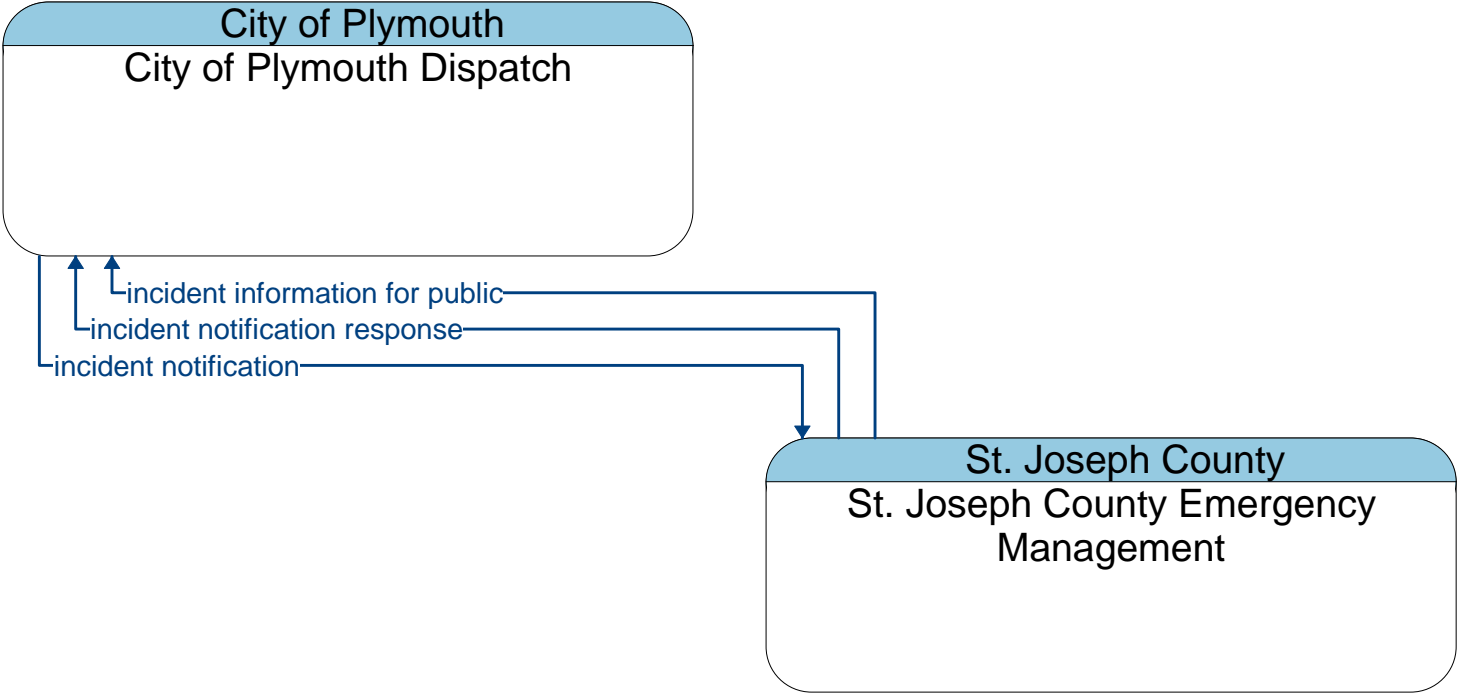 City of Plymouth
City of Plymouth Dispatch
incident information for public
incident notification response
incident notification
St. Joseph County
St. Joseph County Emergency
Management